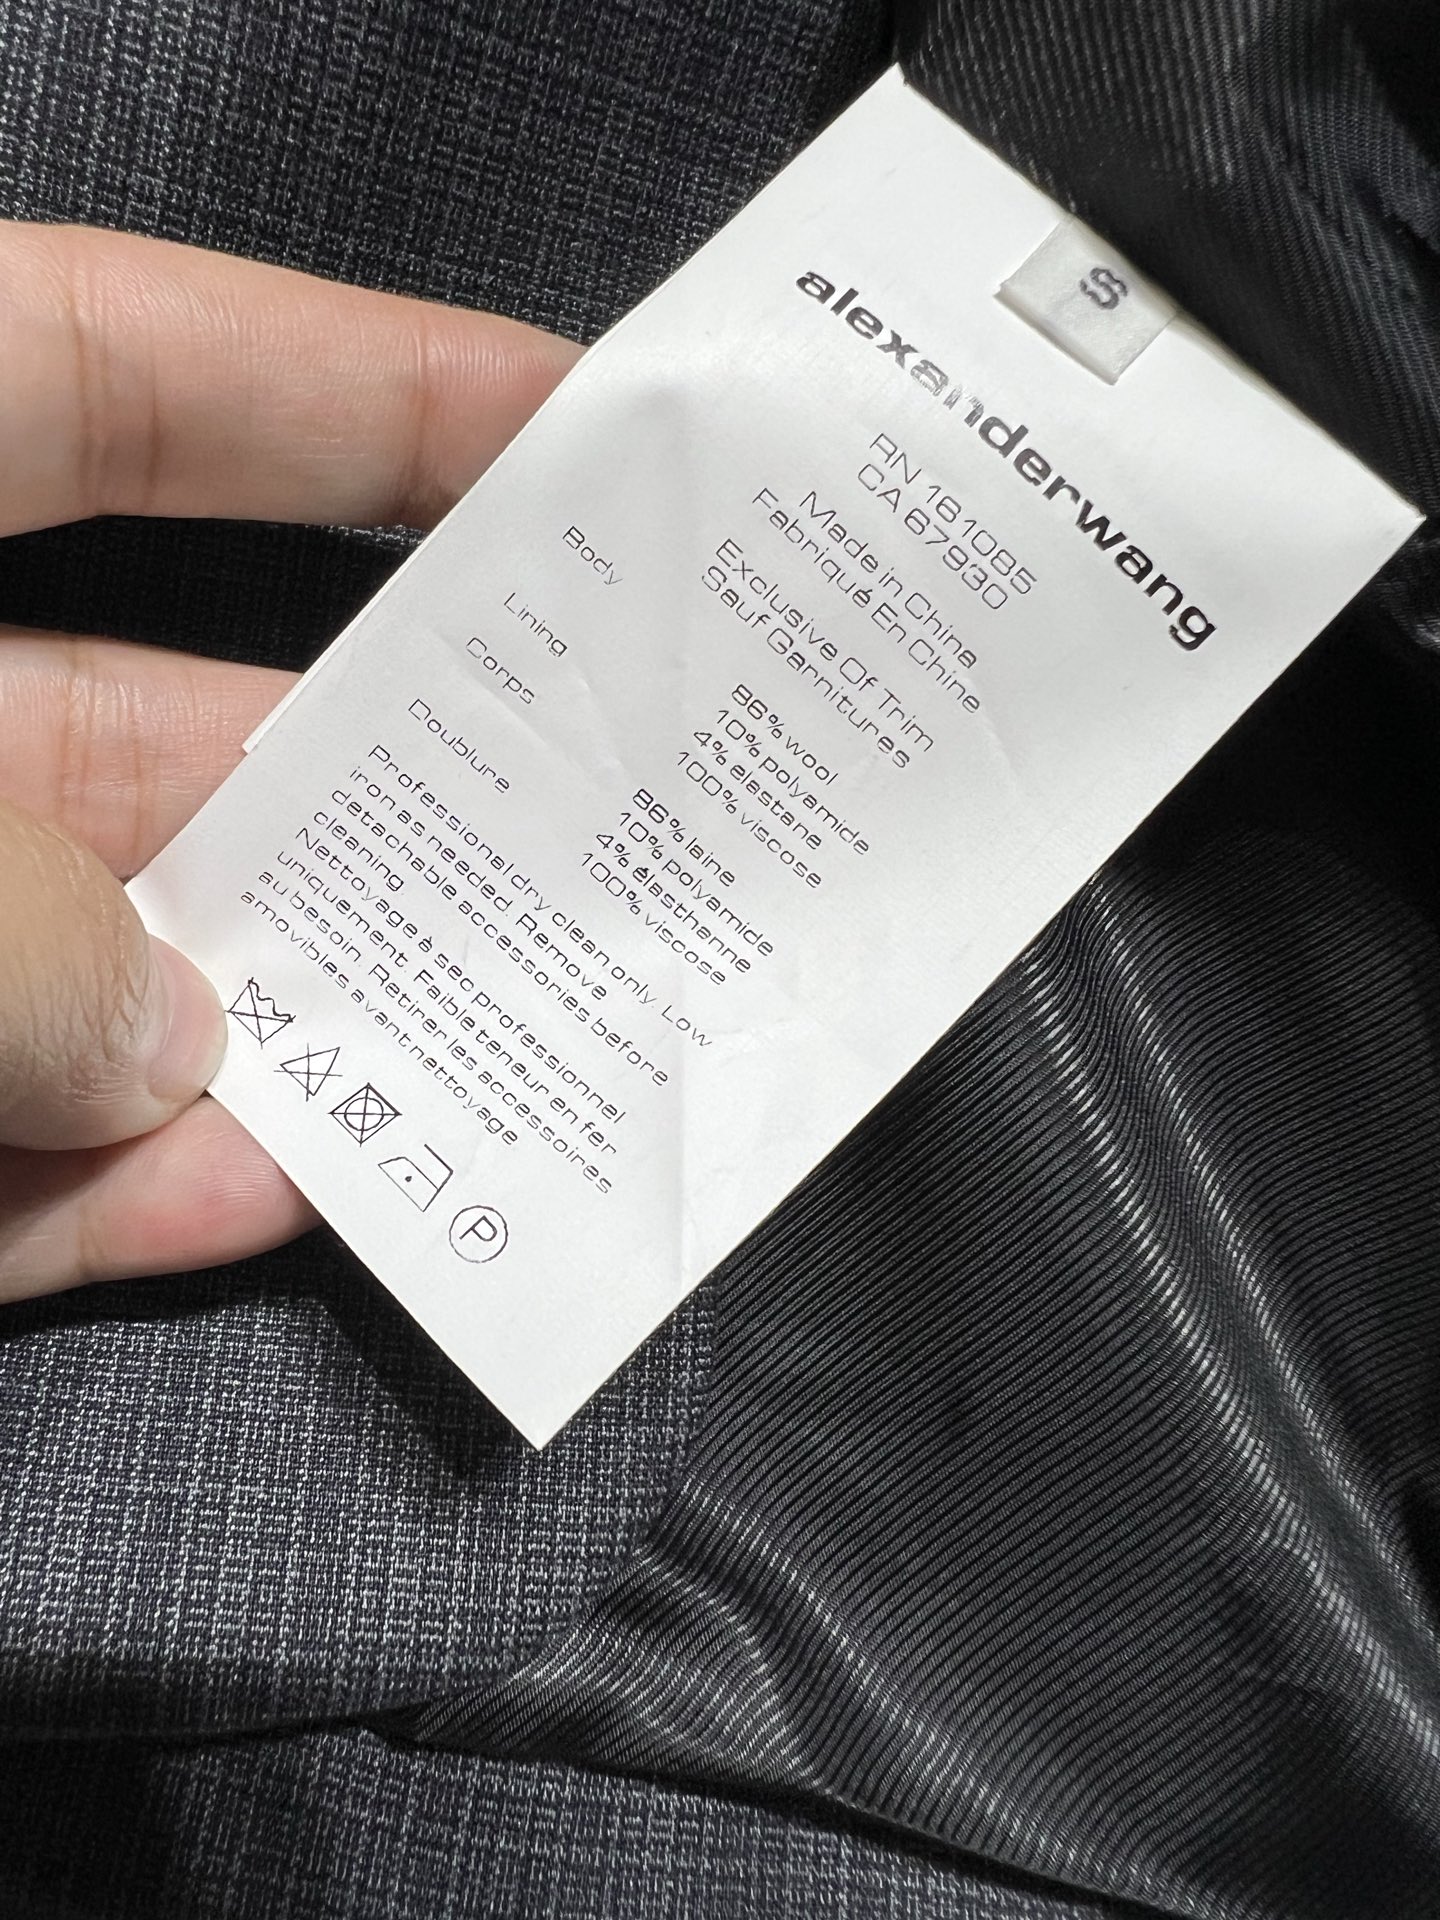 S
alexanderwang
RN 161085
CA 67930
Made in China
Fabriqué En Chine
Exclusive Of Trim
Sauf Garnitures
Body 86% wool
10% polyamide
4% elastane
Lining 100% viscose
Corps 86% laine
10% polyamide
4% élasthanne
Doublure 100% viscose
Professional dry clean only. Low
iron as needed. Remove
detachable accessories before
cleaning
Nettoyage à sec professionnel
uniquement. Faible teneur en fer
au besoin. Retirer les accessoires
amovibles avant nettoyage
P